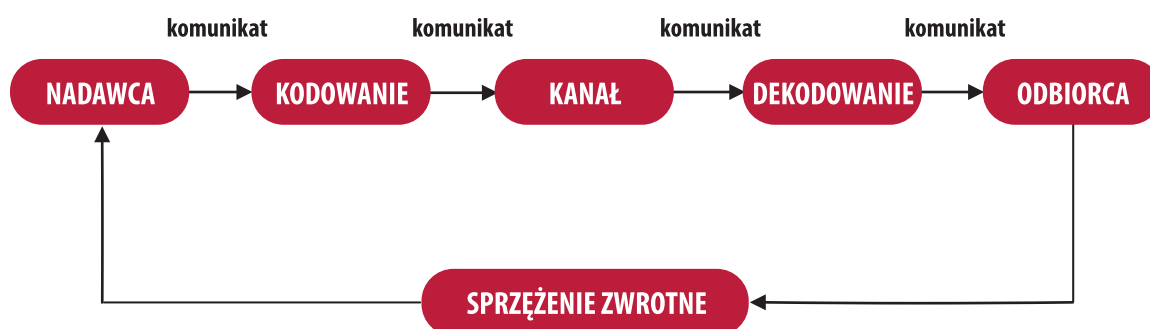 komunikat komunikat komunikat komunikat
NADAWCA KODOWANIE KANAŁ DEKODOWANIE ODBIORCA
SPRZĘŻENIE ZWROTNE